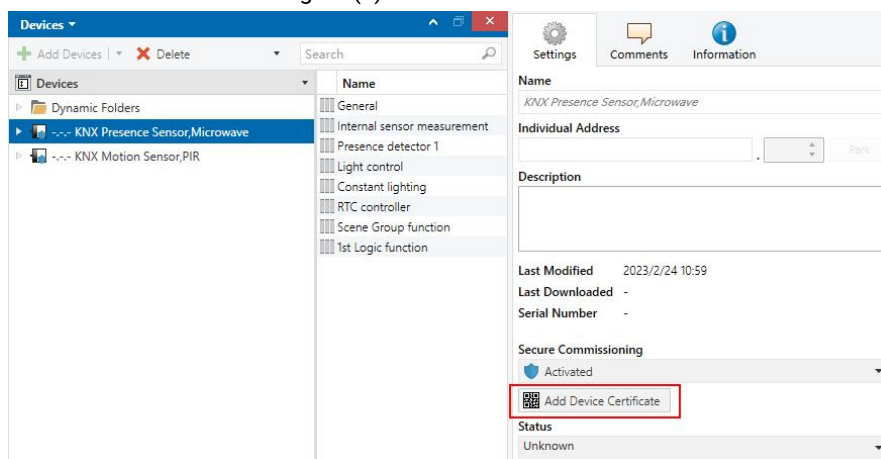 Devices
Add Devices
Delete
Search
Devices
Dynamic Folders
-.-.- KNX Presence Sensor,Microwave
-.-.- KNX Motion Sensor,PIR
Name
General
Internal sensor measurement
Presence detector 1
Light control
Constant lighting
RTC controller
Scene Group function
1st Logic function
Settings
Comments
Information
Name
KNX Presence Sensor,Microwave
Individual Address
. Park
Description
Last Modified 2023/2/24 10:59
Last Downloaded -
Serial Number -
Secure Commissioning
Activated
Add Device Certificate
Status
Unknown